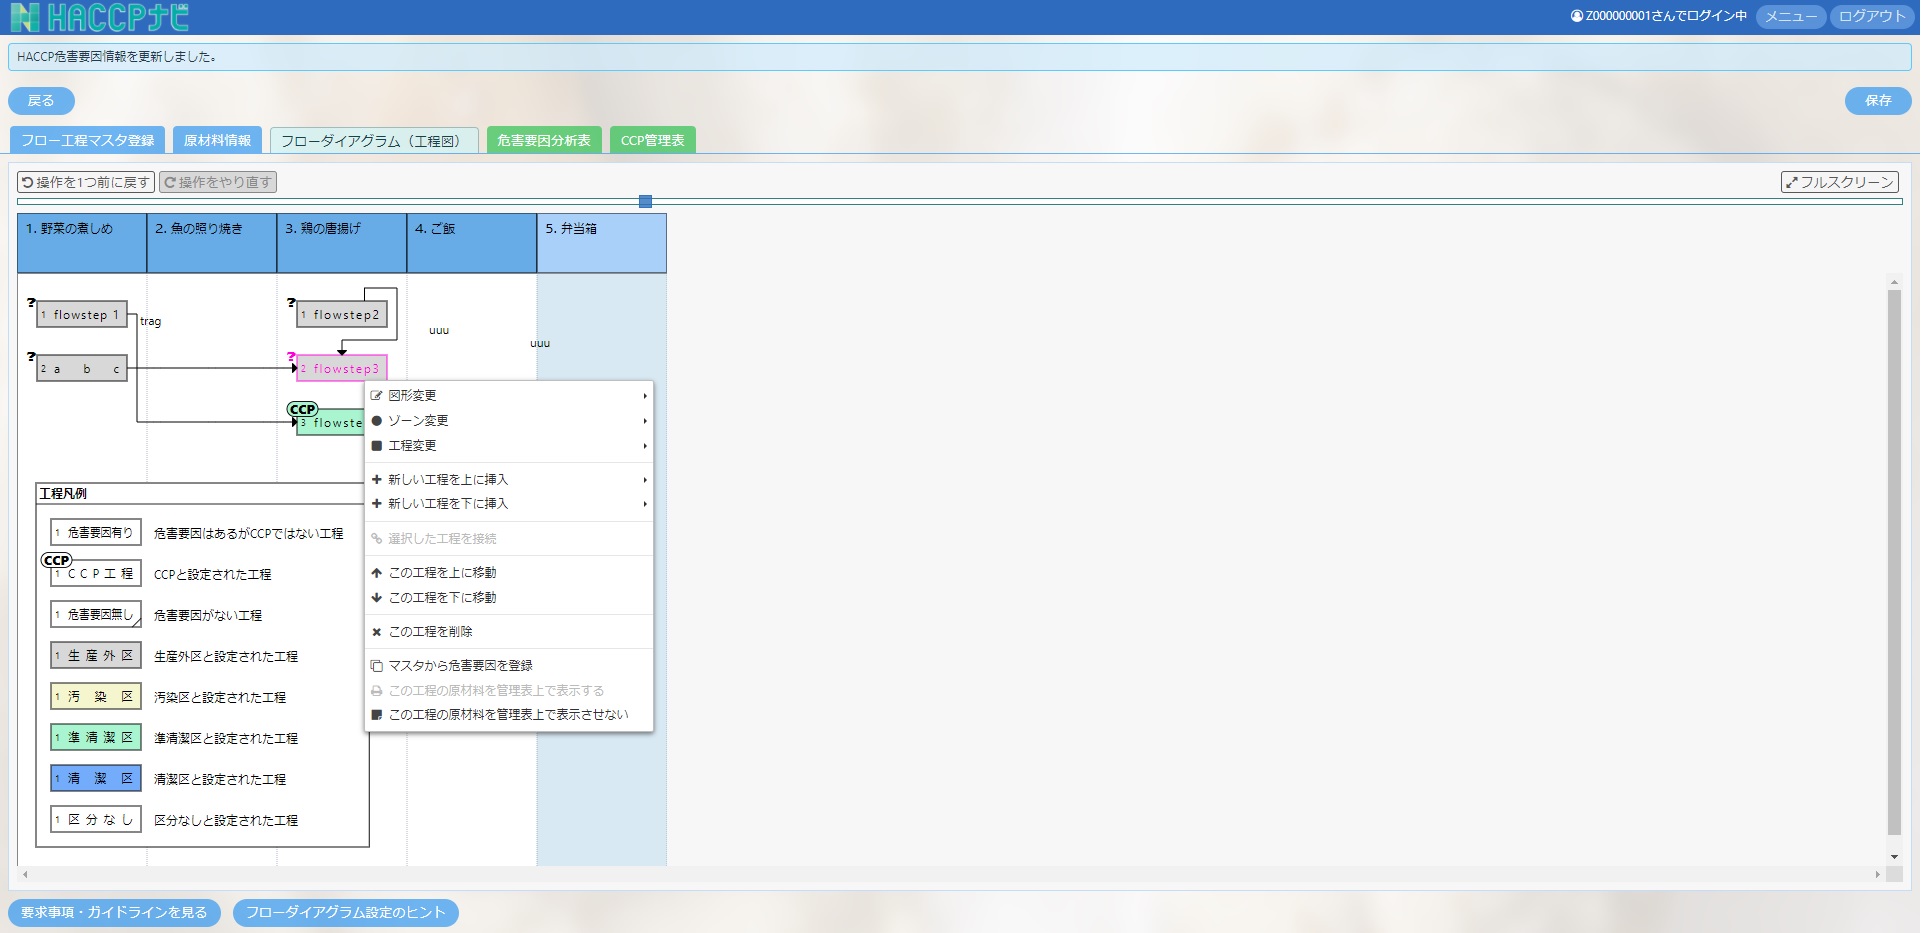 HACCPナビ
Z000000001さんでログイン中 メニュー ログアウト
HACCP危害要因情報を更新しました。
戻る 保存
フロー工程マスタ登録 原材料情報 フローダイアグラム（工程図） 危害要因分析表 CCP管理表
操作を1つ前に戻す 操作をやり直す フルスクリーン
1. 野菜の煮しめ 2. 魚の照り焼き 3. 鶏の唐揚げ 4. ご飯 5. 弁当箱
? 1 flowstep 1
trag
? 1 flowstep2
uuu
uuu
? 2 a b c
? 2 flowstep3
CCP
3 flowste
図形変更
ゾーン変更
工程変更
新しい工程を上に挿入
新しい工程を下に挿入
選択した工程を接続
この工程を上に移動
この工程を下に移動
この工程を削除
マスタから危害要因を登録
この工程の原材料を管理表上で表示する
この工程の原材料を管理表上で表示させない
工程凡例
1 危害要因有り 危害要因はあるがCCPではない工程
CCP
1 CCP工程 CCPと設定された工程
1 危害要因無し 危害要因がない工程
1 生産外区 生産外区と設定された工程
1 汚染区 汚染区と設定された工程
1 準清潔区 準清潔区と設定された工程
1 清潔区 清潔区と設定された工程
1 区分なし 区分なしと設定された工程
要求事項・ガイドラインを見る フローダイアグラム設定のヒント